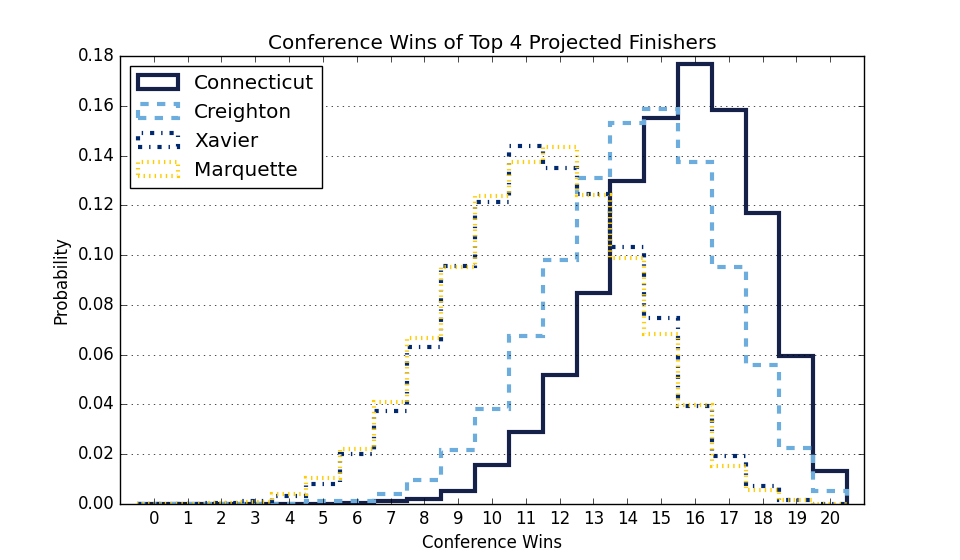 Conference Wins of Top 4 Projected Finishers
Connecticut
Creighton
Xavier
Marquette
0.18
0.16
0.14
0.12
0.10
0.08
0.06
0.04
0.02
0.00
Probability
0 1 2 3 4 5 6 7 8 9 10 11 12 13 14 15 16 17 18 19 20
Conference Wins